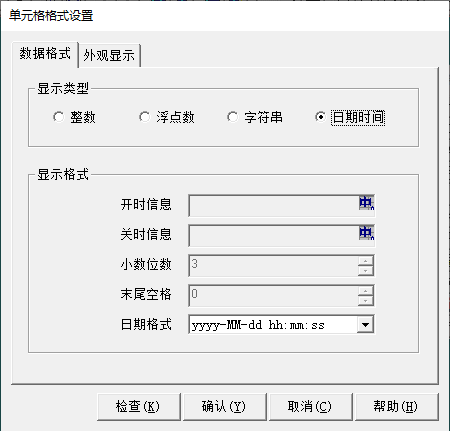 单元格格式设置
数据格式 外观显示
显示类型
整数 浮点数 字符串 日期时间
显示格式
开时信息 中
关时信息 中
小数位数 3
末尾空格 0
日期格式 yyyy-MM-dd hh:mm:ss
检查(K) 确认(Y) 取消(C) 帮助(H)